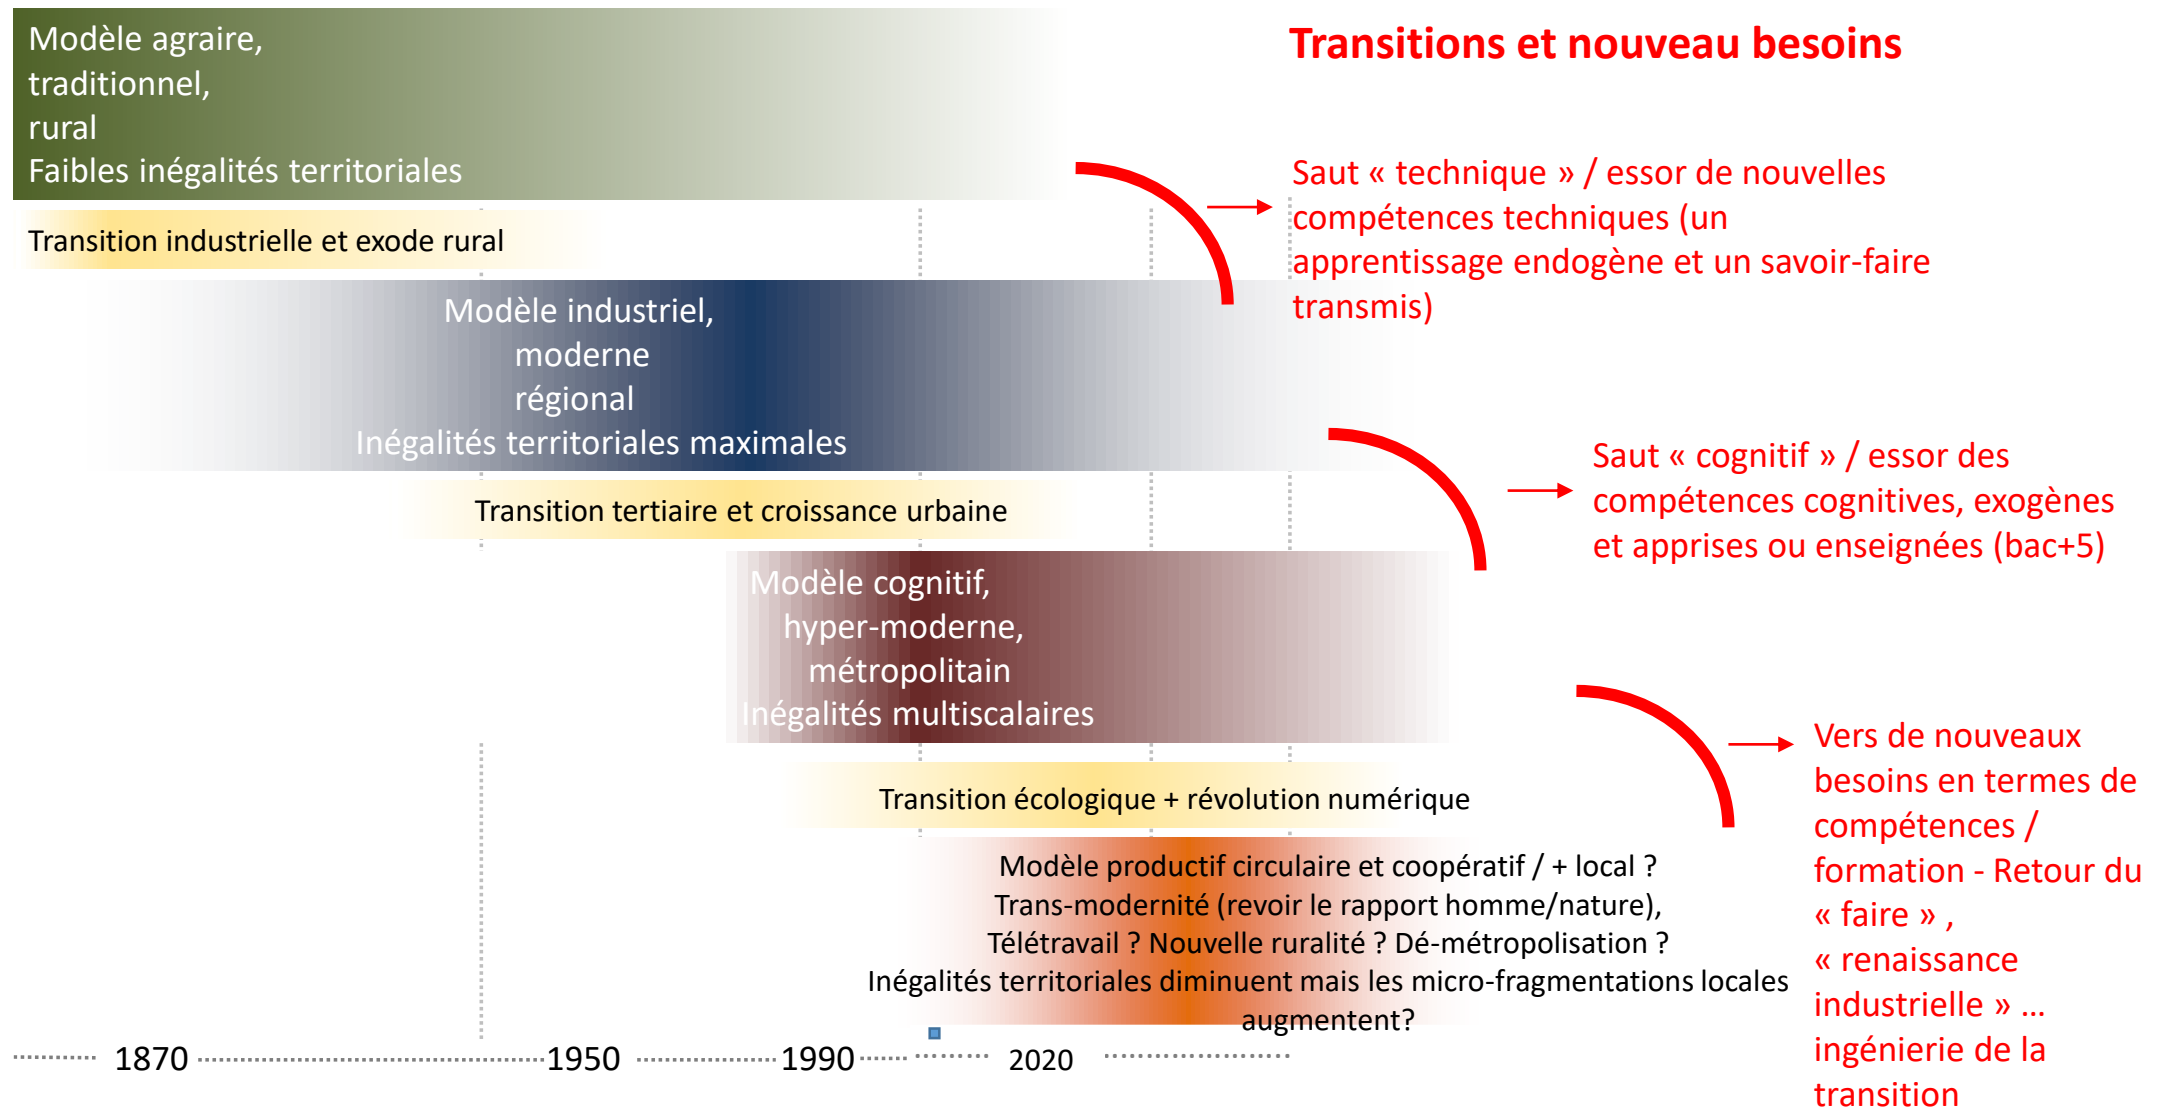 Transitions et nouveau besoins
Modèle agraire,
traditionnel,
rural
Faibles inégalités territoriales
Saut « technique » / essor de nouvelles
compétences techniques (un
apprentissage endogène et un savoir-faire
transmis)
Transition industrielle et exode rural
Modèle industriel,
moderne
régional
Inégalités territoriales maximales
Saut « cognitif » / essor des
compétences cognitives, exogènes
et apprises ou enseignées (bac+5)
Transition tertiaire et croissance urbaine
Modèle cognitif,
hyper-moderne,
métropolitain
Inégalités multiscalaires
Vers de nouveaux
besoins en termes de
compétences /
formation - Retour du
« faire » ,
« renaissance
industrielle » ...
ingénierie de la
transition
Transition écologique + révolution numérique
Modèle productif circulaire et coopératif / + local ?
Trans-modernité (revoir le rapport homme/nature),
Télétravail ? Nouvelle ruralité ? Dé-métropolisation ?
Inégalités territoriales diminuent mais les micro-fragmentations locales
augmentent?
1870 1950 1990 2020